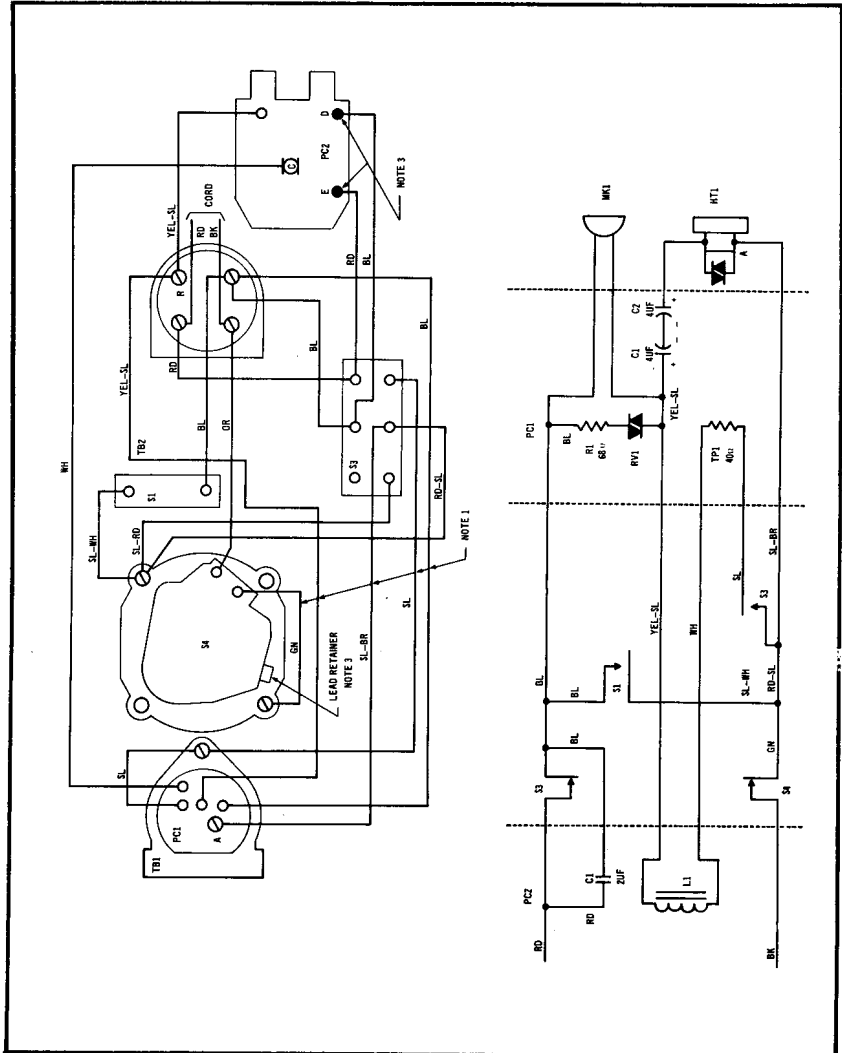 WH
YEL-SL
CORD
RD
BK
R
PC2
C
D
E
NOTE 3
RD
BL
BL
YEL-SL
TB2
RD
BL
OR
BL
S1
S3
SL-WH
SL-RD
RD-SL
NOTE 1
S4
GN
LEAD RETAINER
NOTE 3
SL-BR
SL
SL
PC1
TB1
A
MK1
HT1
A
C2
4UF
C1
4UF
+
-
-
+
PC1
BL
R1
68Ω
RV1
YEL-SL
TP1
40Ω
BL
BL
BL
S1
YEL-SL
WH
SL
S3
SL-BR
SL-WH
RD-SL
GN
S3
S4
PC2
C1
2UF
RD
RD
L1
BK